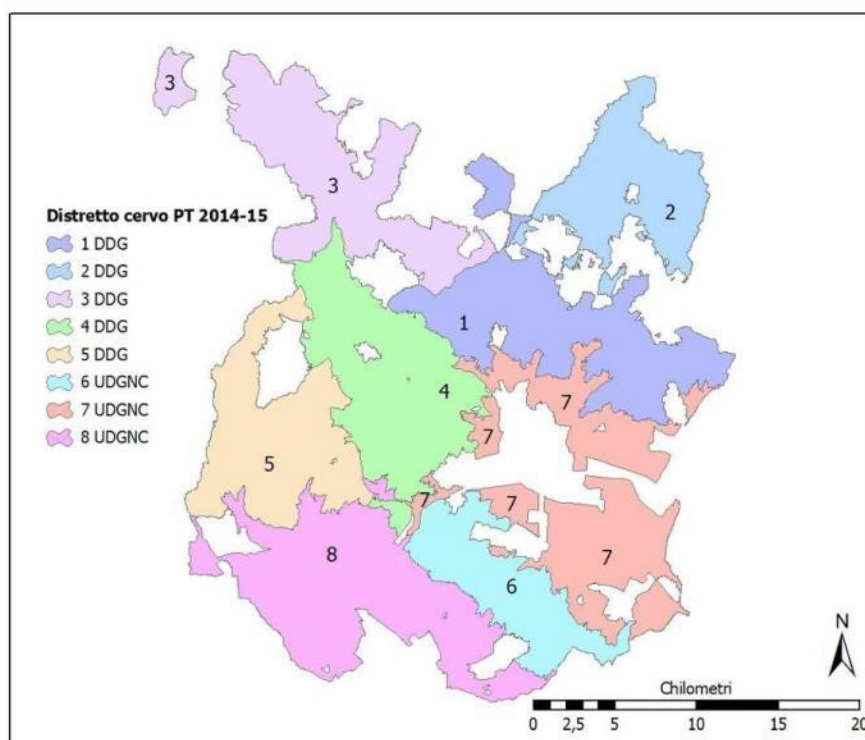 3
3
2
Distretto cervo PT 2014-15
1 DDG
2 DDG
3 DDG
4 DDG
5 DDG
6 UDGNC
7 UDGNC
8 UDGNC
1
4
7
7
5
7
7
8
7
6
N
Chilometri
0 2,5 5 10 15 20